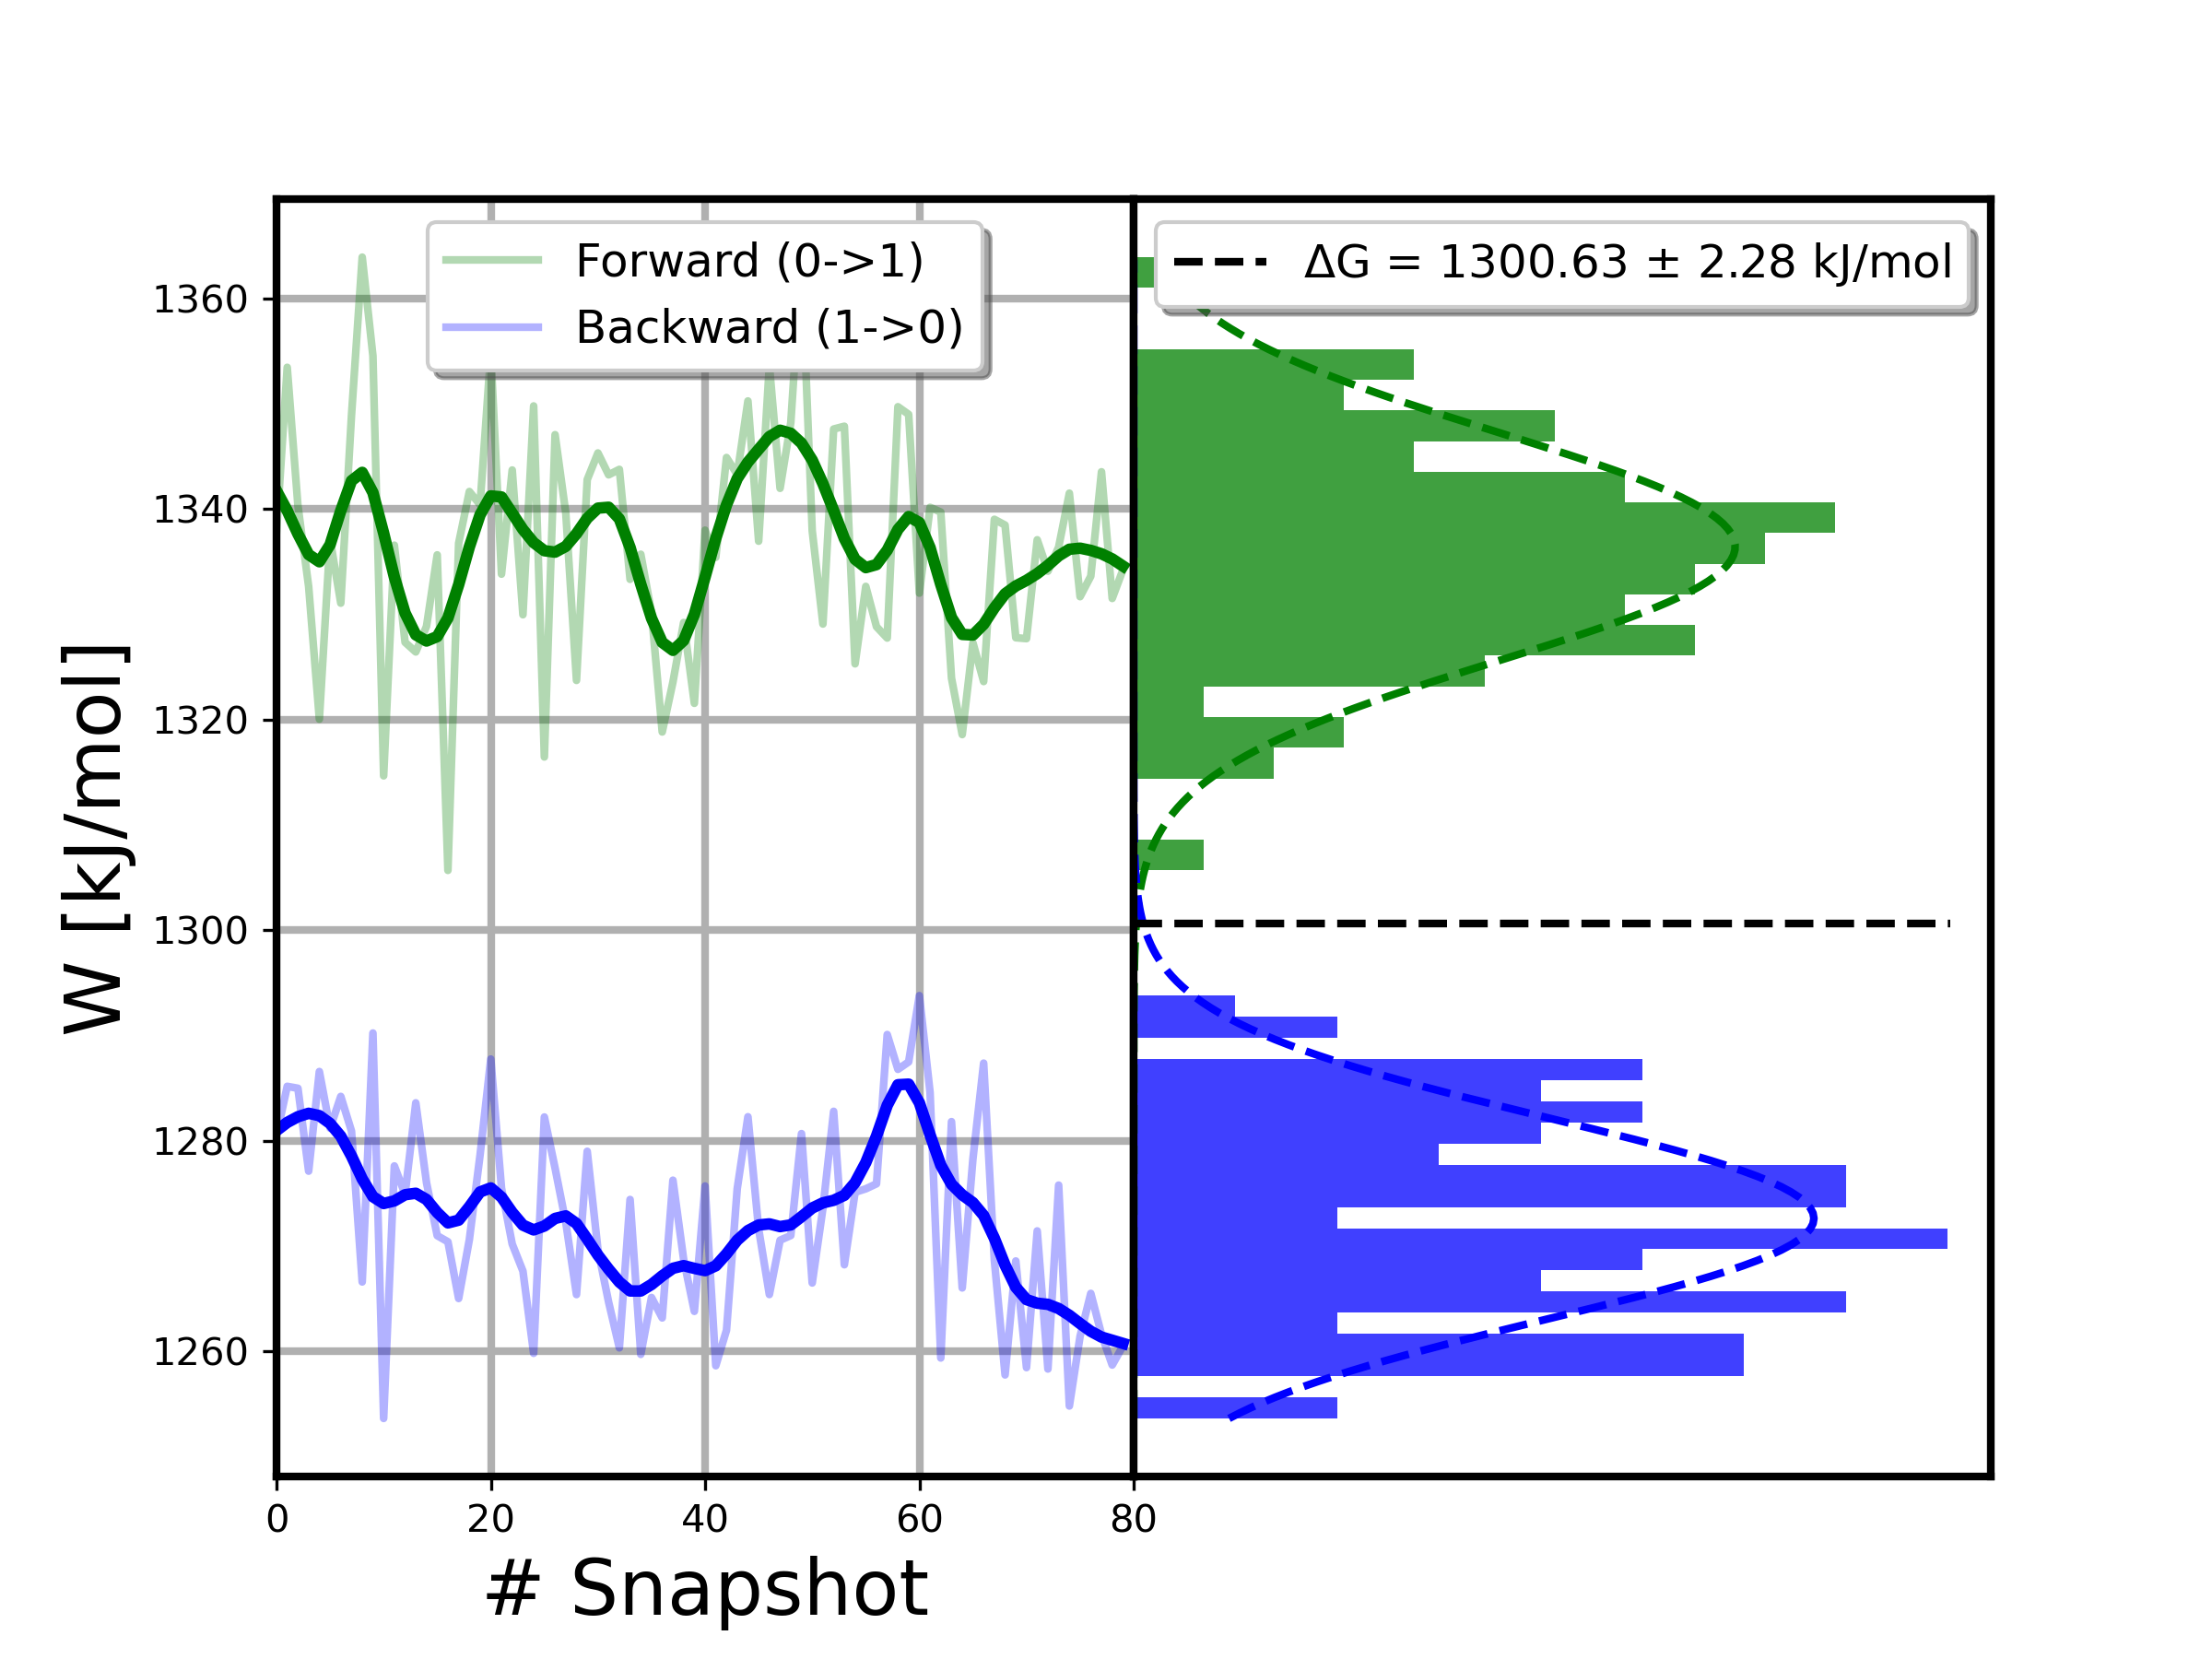 Forward (0->1)
Backward (1->0)
ΔG = 1300.63 ± 2.28 kJ/mol
W [kJ/mol]
1360
1340
1320
1300
1280
1260
0 20 40 60 80
# Snapshot